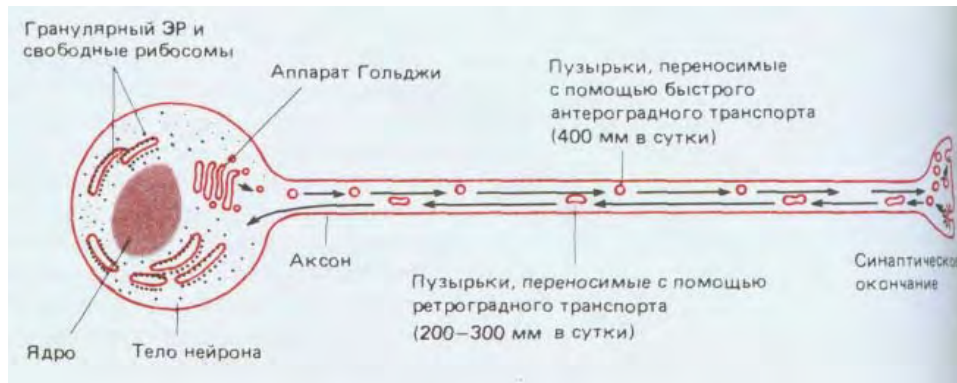 Гранулярный ЭР и
свободные рибосомы
Аппарат Гольджи
Пузырьки, переносимые
с помощью быстрого
антероградного транспорта
(400 мм в сутки)
Аксон
Пузырьки, переносимые с помощью
ретроградного транспорта
(200—300 мм в сутки)
Синаптическо
окончание
Ядро
Тело нейрона